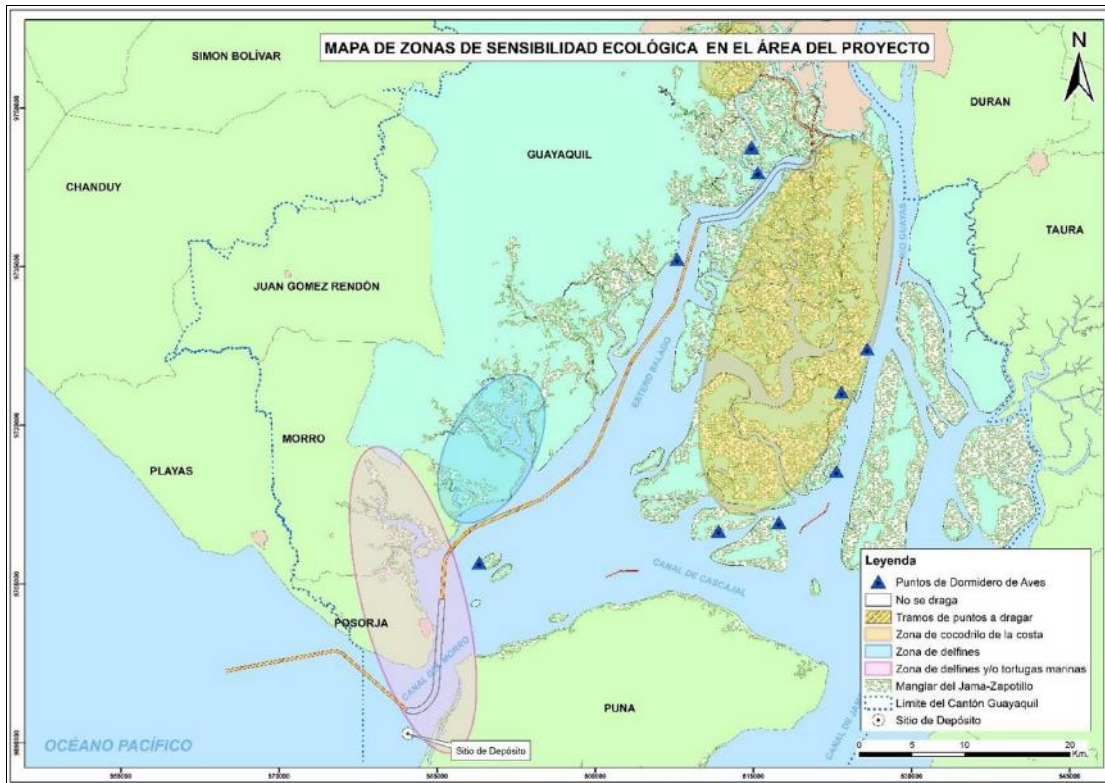 MAPA DE ZONAS DE SENSIBILIDAD ECOLÓGICA EN EL ÁREA DEL PROYECTO
N
SIMON BOLÍVAR
DURAN
GUAYAQUIL
CHANDUY
TAURA
RIO GUAYAS
JUAN GOMEZ RENDÓN
ESTERO SALADO
MORRO
PLAYAS
CANAL DE CASCAJAL
POSORJA
CANAL DEL MORRO
PUNA
OCÉANO PACÍFICO
Sitio de Depósito
Leyenda
Puntos de Dormidero de Aves
No se draga
Tramos de puntos a dragar
Zona de cocodrilo de la costa
Zona de delfines
Zona de delfines y/o tortugas marinas
Manglar del Jama-Zapotillo
Limite del Cantón Guayaquil
Sitio de Depósito
0 5 10 20
Km.